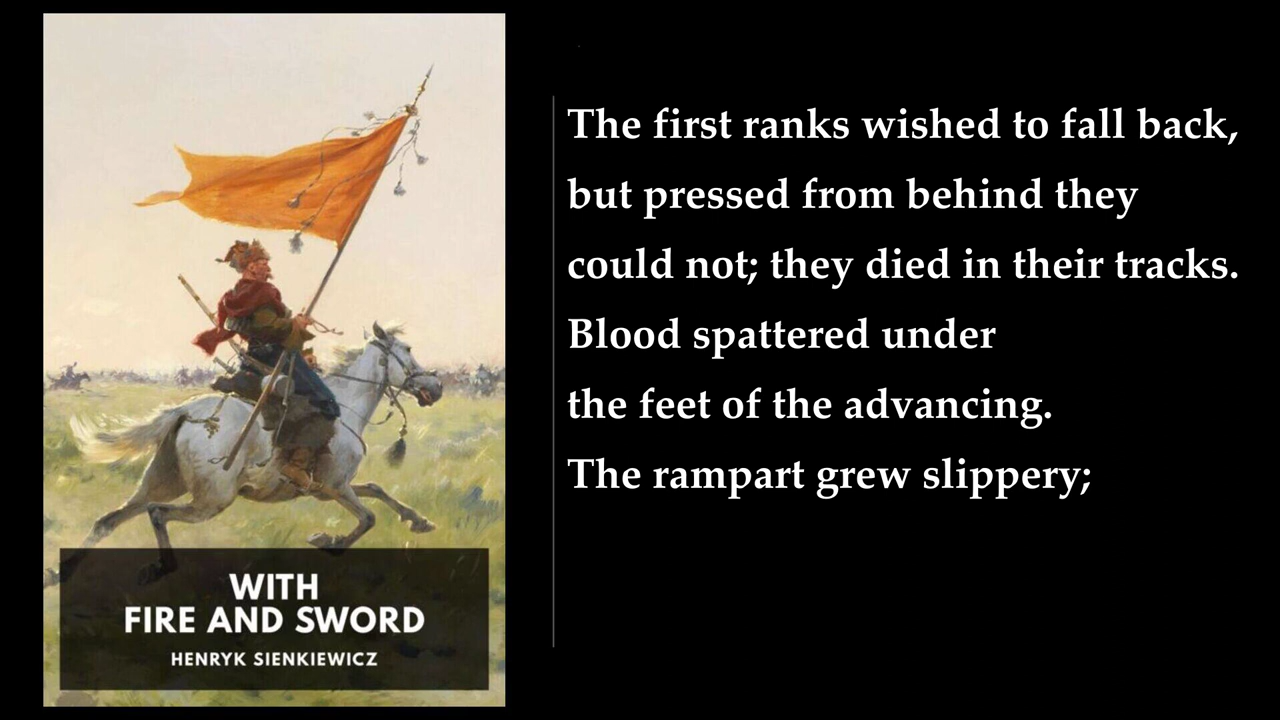 The first ranks wished to fall back,
but pressed from behind they
could not; they died in their tracks.
Blood spattered under
the feet of the advancing.
The rampart grew slippery;
WITH
FIRE AND SWORD
HENRYK SIENKIEWICZ